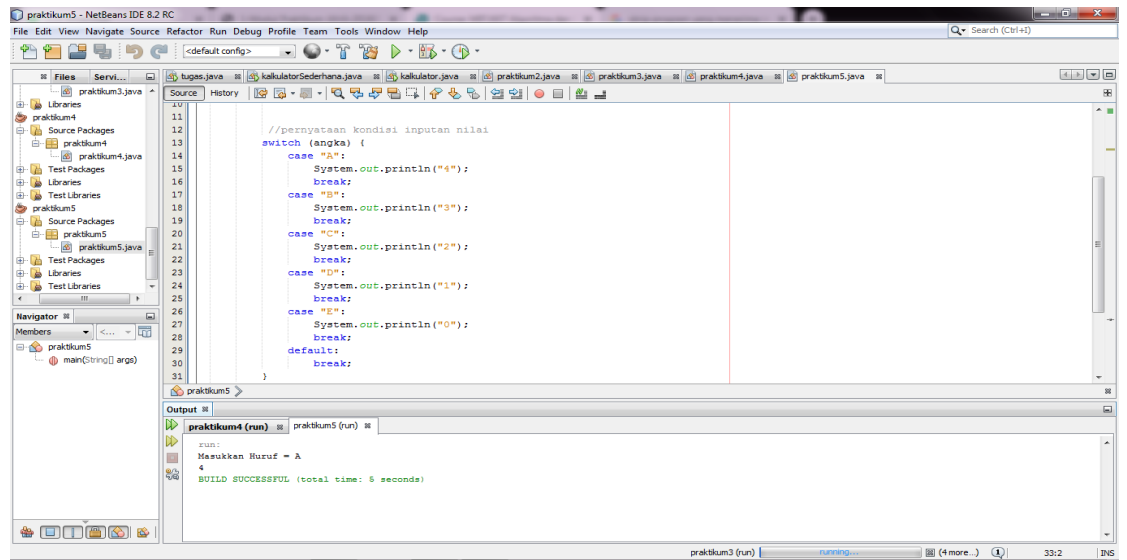 praktikum5 - NetBeans IDE 8.2 RC
File Edit View Navigate Source Refactor Run Debug Profile Team Tools Window Help
Search (Ctrl+I)
<default config>
Files Servi...
praktikum3.java
Libraries
praktikum4
Source Packages
praktikum4
praktikum4.java
Test Packages
Libraries
Test Libraries
praktikum5
Source Packages
praktikum5
praktikum5.java
Test Packages
Libraries
Test Libraries
Navigator
Members <...
praktikum5
main(String[] args)
tugas.java kalkulatorSederhana.java kalkulator.java praktikum2.java praktikum3.java praktikum4.java praktikum5.java
Source History
10
11
12 //pernyataan kondisi inputan nilai
13 switch (angka) {
14 case "A":
15 System.out.println("4");
16 break;
17 case "B":
18 System.out.println("3");
19 break;
20 case "C":
21 System.out.println("2");
22 break;
23 case "D":
24 System.out.println("1");
25 break;
26 case "E":
27 System.out.println("0");
28 break;
29 default:
30 break;
31 }
praktikum5
Output
praktikum4 (run) praktikum5 (run)
run:
Masukkan Huruf = A
4
BUILD SUCCESSFUL (total time: 5 seconds)
praktikum3 (run) running... (4 more...) 1 33:2 INS